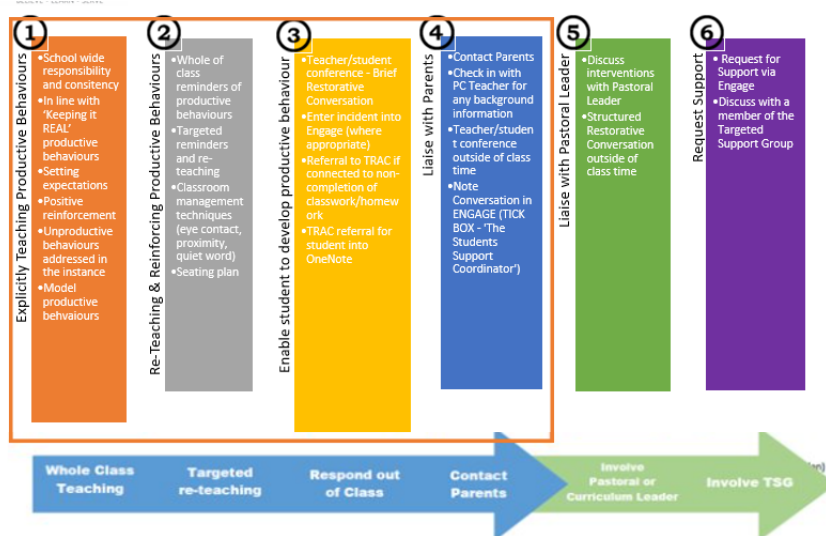 1
Explicitly Teaching Productive Behaviours
•School wide
responsibility
and consitency
•In line with
'Keeping it
REAL'
productive
behaviours
•Setting
expectations
•Positive
reinforcement
•Unproductive
behaviours
addressed in
the instance
•Model
productive
behvaiours
2
Re-Teaching & Reinforcing Productive Behaviours
•Whole of
class
reminders of
productive
behaviours
•Targeted
reminders
and re-
teaching
•Classroom
management
techniques
(eye contact,
proximity,
quiet word)
•Seating plan
3
Enable student to develop productive behaviour
•Teacher/student
conference - Brief
Restorative
Conversation
•Enter incident into
Engage (where
appropriate)
•Referral to TRAC if
connected to non-
completion of
classwork/homew
ork
•TRAC referral for
student into
OneNote
4
Liaise with Parents
•Contact Parents
•Check in with
PC Teacher for
any background
information
•Teacher/studen
t conference
outside of class
time
•Note
Conversation in
ENGAGE (TICK
BOX - 'The
Students
Support
Coordinator')
5
Liaise with Pastoral Leader
•Discuss
interventions
with Pastoral
Leader
•Structured
Restorative
Conversation
outside of
class time
6
Request Support
• Request for
Support via
Engage
•Discuss with a
member of the
Targeted
Support Group
Whole Class
Teaching
Targeted
re-teaching
Respond out
of Class
Contact
Parents
Involve
Pastoral or
Curriculum Leader
Involve TSG